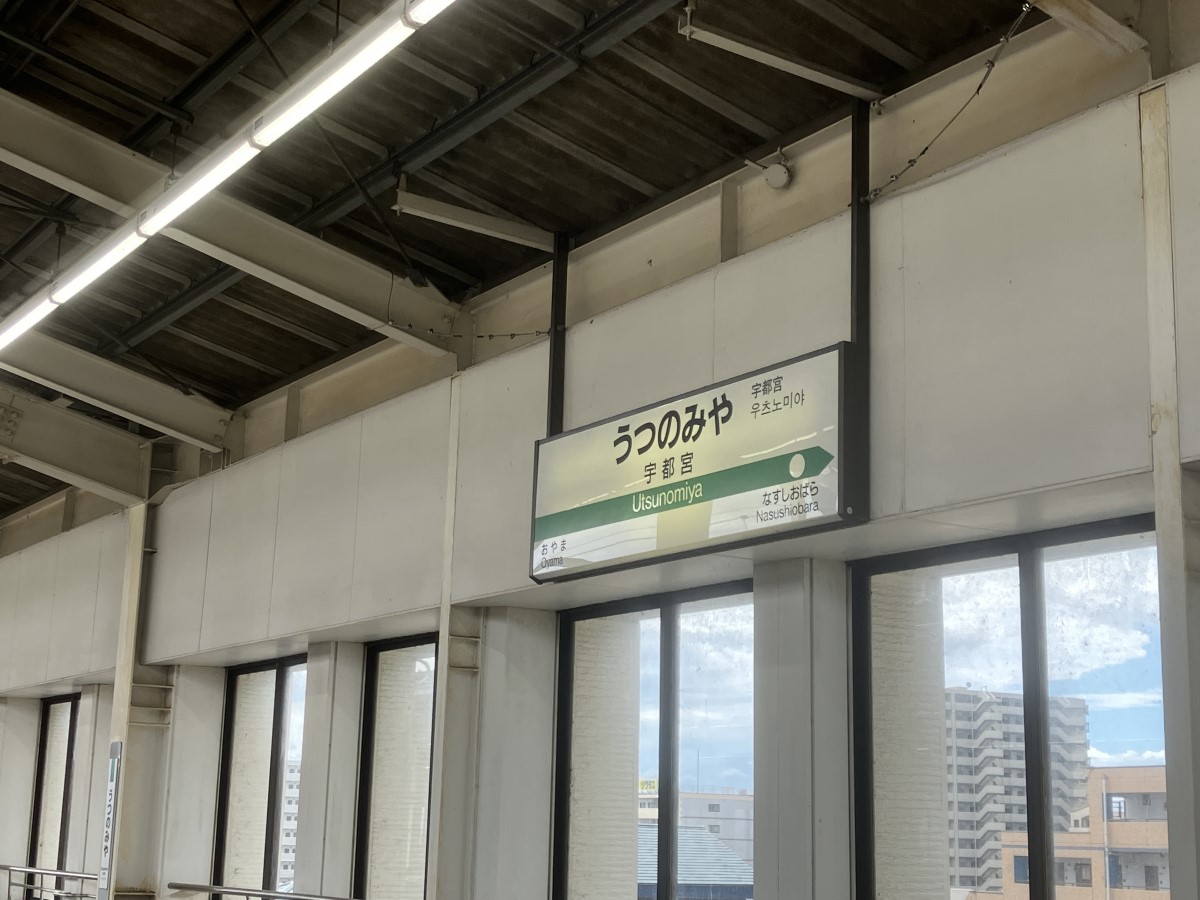 うつのみや
宇都宮
우츠노미야
宇都宮
Utsunomiya
おやま
Oyama
なすしおばら
Nasushiobara
うつのみや